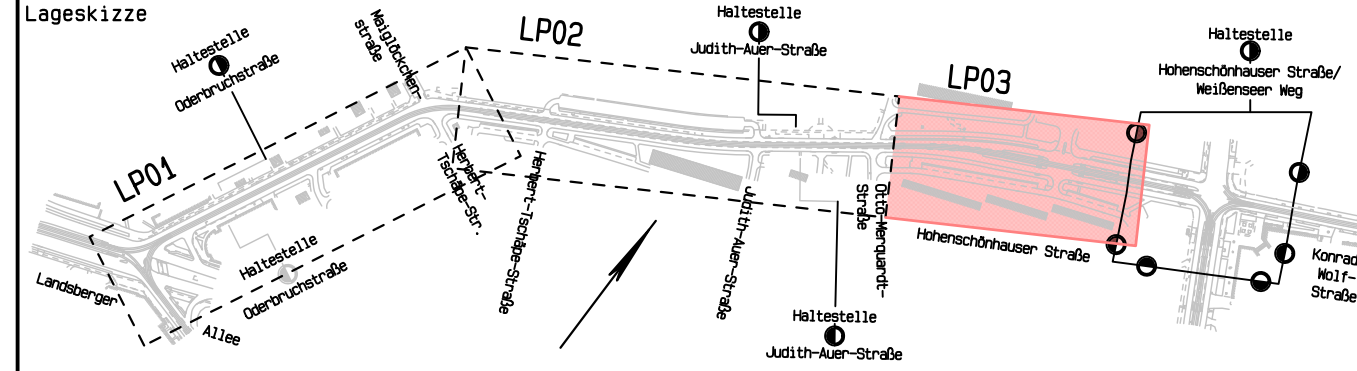 Lageskizze
Haltestelle
Oderbruchstraße
Maiglöckchen-
straße
LP01
LP02
Haltestelle
Judith-Auer-Straße
LP03
Haltestelle
Hohenschönhauser Straße/
Weißenseer Weg
Herbert-
Tschäpe-Str.
Herbert-Tschäpe-Straße
Judith-Auer-Straße
Otto-Marquardt-
Straße
Hohenschönhauser Straße
Konrad-
Wolf-
Straße
Haltestelle
Oderbruchstraße
Landsberger
Allee
Haltestelle
Judith-Auer-Straße